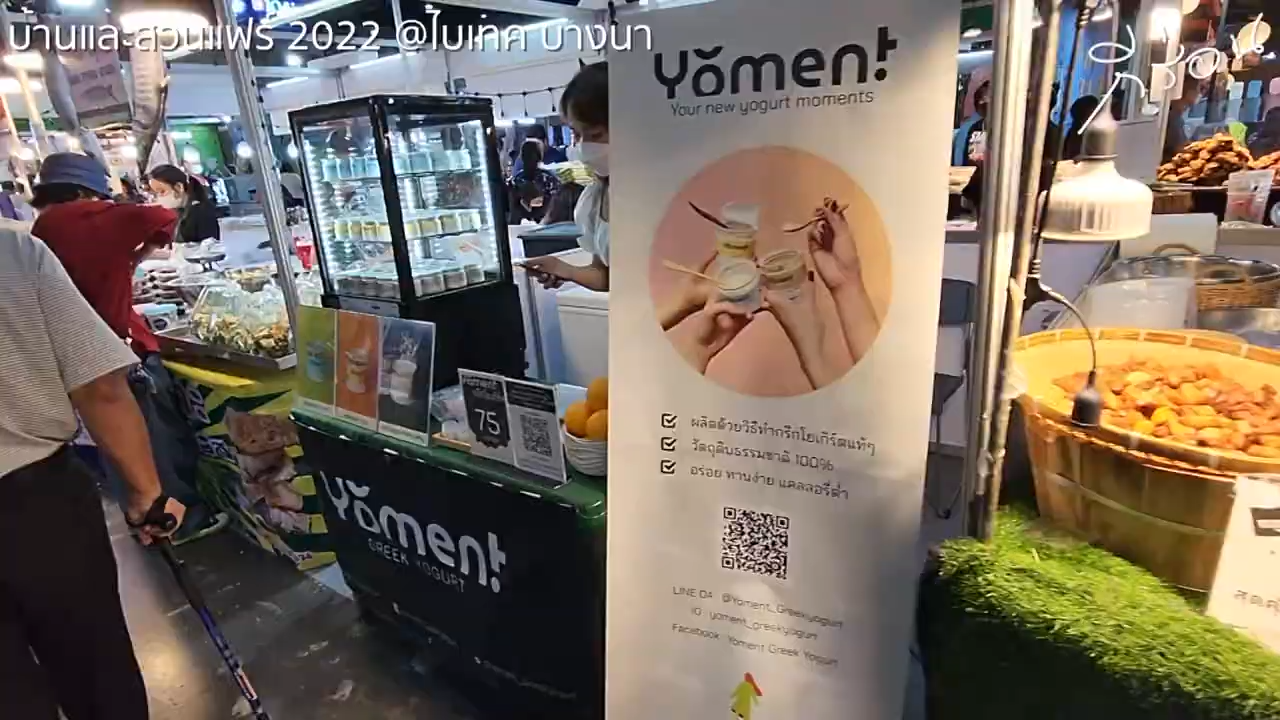 บ้านและสวนแฟร์ 2022 @ไบเทค บางนา
Yoment
Your new yogurt moments
ผลิตด้วยวิธีทำกรีกโยเกิร์ตแท้ๆ
วัตถุดิบธรรมชาติ 100%
อร่อย ทานง่าย แคลลอรี่ต่ำ
LINE OA : @Yoment_Greekyogurt
IG : yoment_greekyogurt
Facebook : Yoment Greek Yogurt
Yoment
75
Yoment
GREEK YOGURT